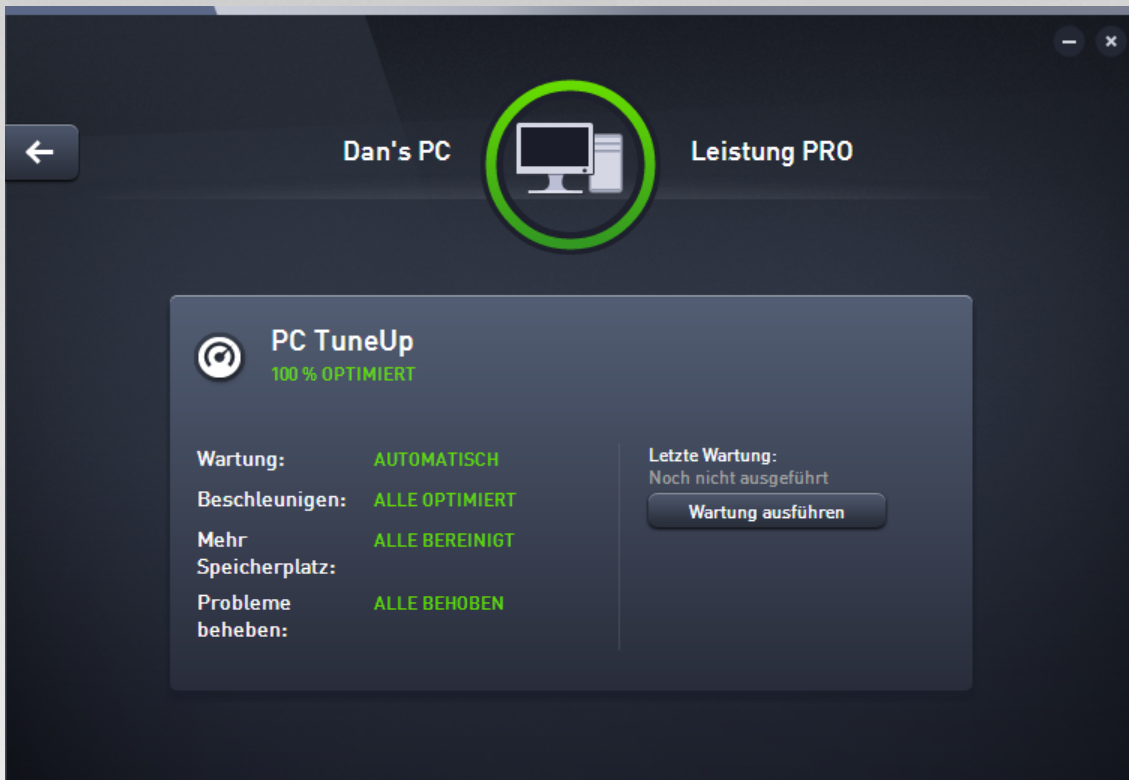 Dan's PC
Leistung PRO
PC TuneUp
100 % OPTIMIERT
Wartung:
AUTOMATISCH
Beschleunigen:
ALLE OPTIMIERT
Mehr
Speicherplatz:
ALLE BEREINIGT
Probleme
beheben:
ALLE BEHOBEN
Letzte Wartung:
Noch nicht ausgeführt
Wartung ausführen